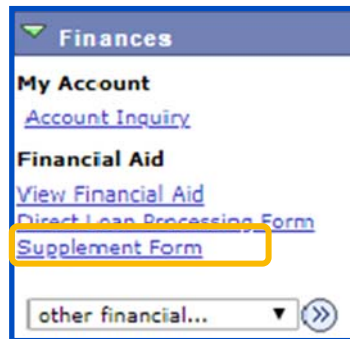 Finances
My Account
Account Inquiry
Financial Aid
View Financial Aid
Direct Loan Processing Form
Supplement Form
other financial...